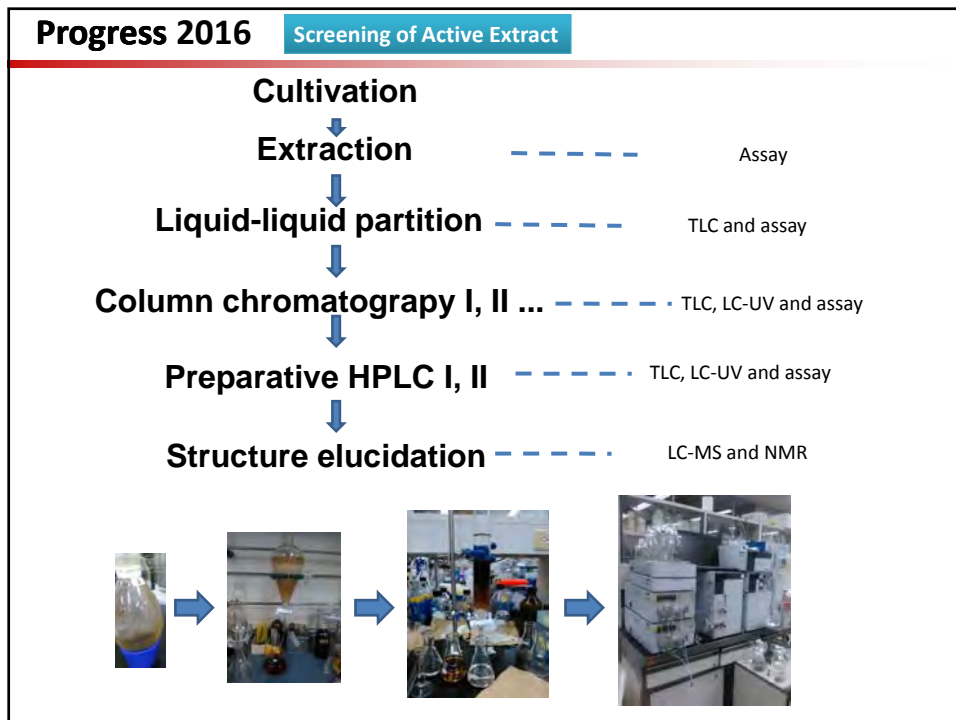 Progress 2016
Screening of Active Extract
Cultivation
Extraction
Assay
Liquid-liquid partition
TLC and assay
Column chromatograpy I, II ...
TLC, LC-UV and assay
Preparative HPLC I, II
TLC, LC-UV and assay
Structure elucidation
LC-MS and NMR